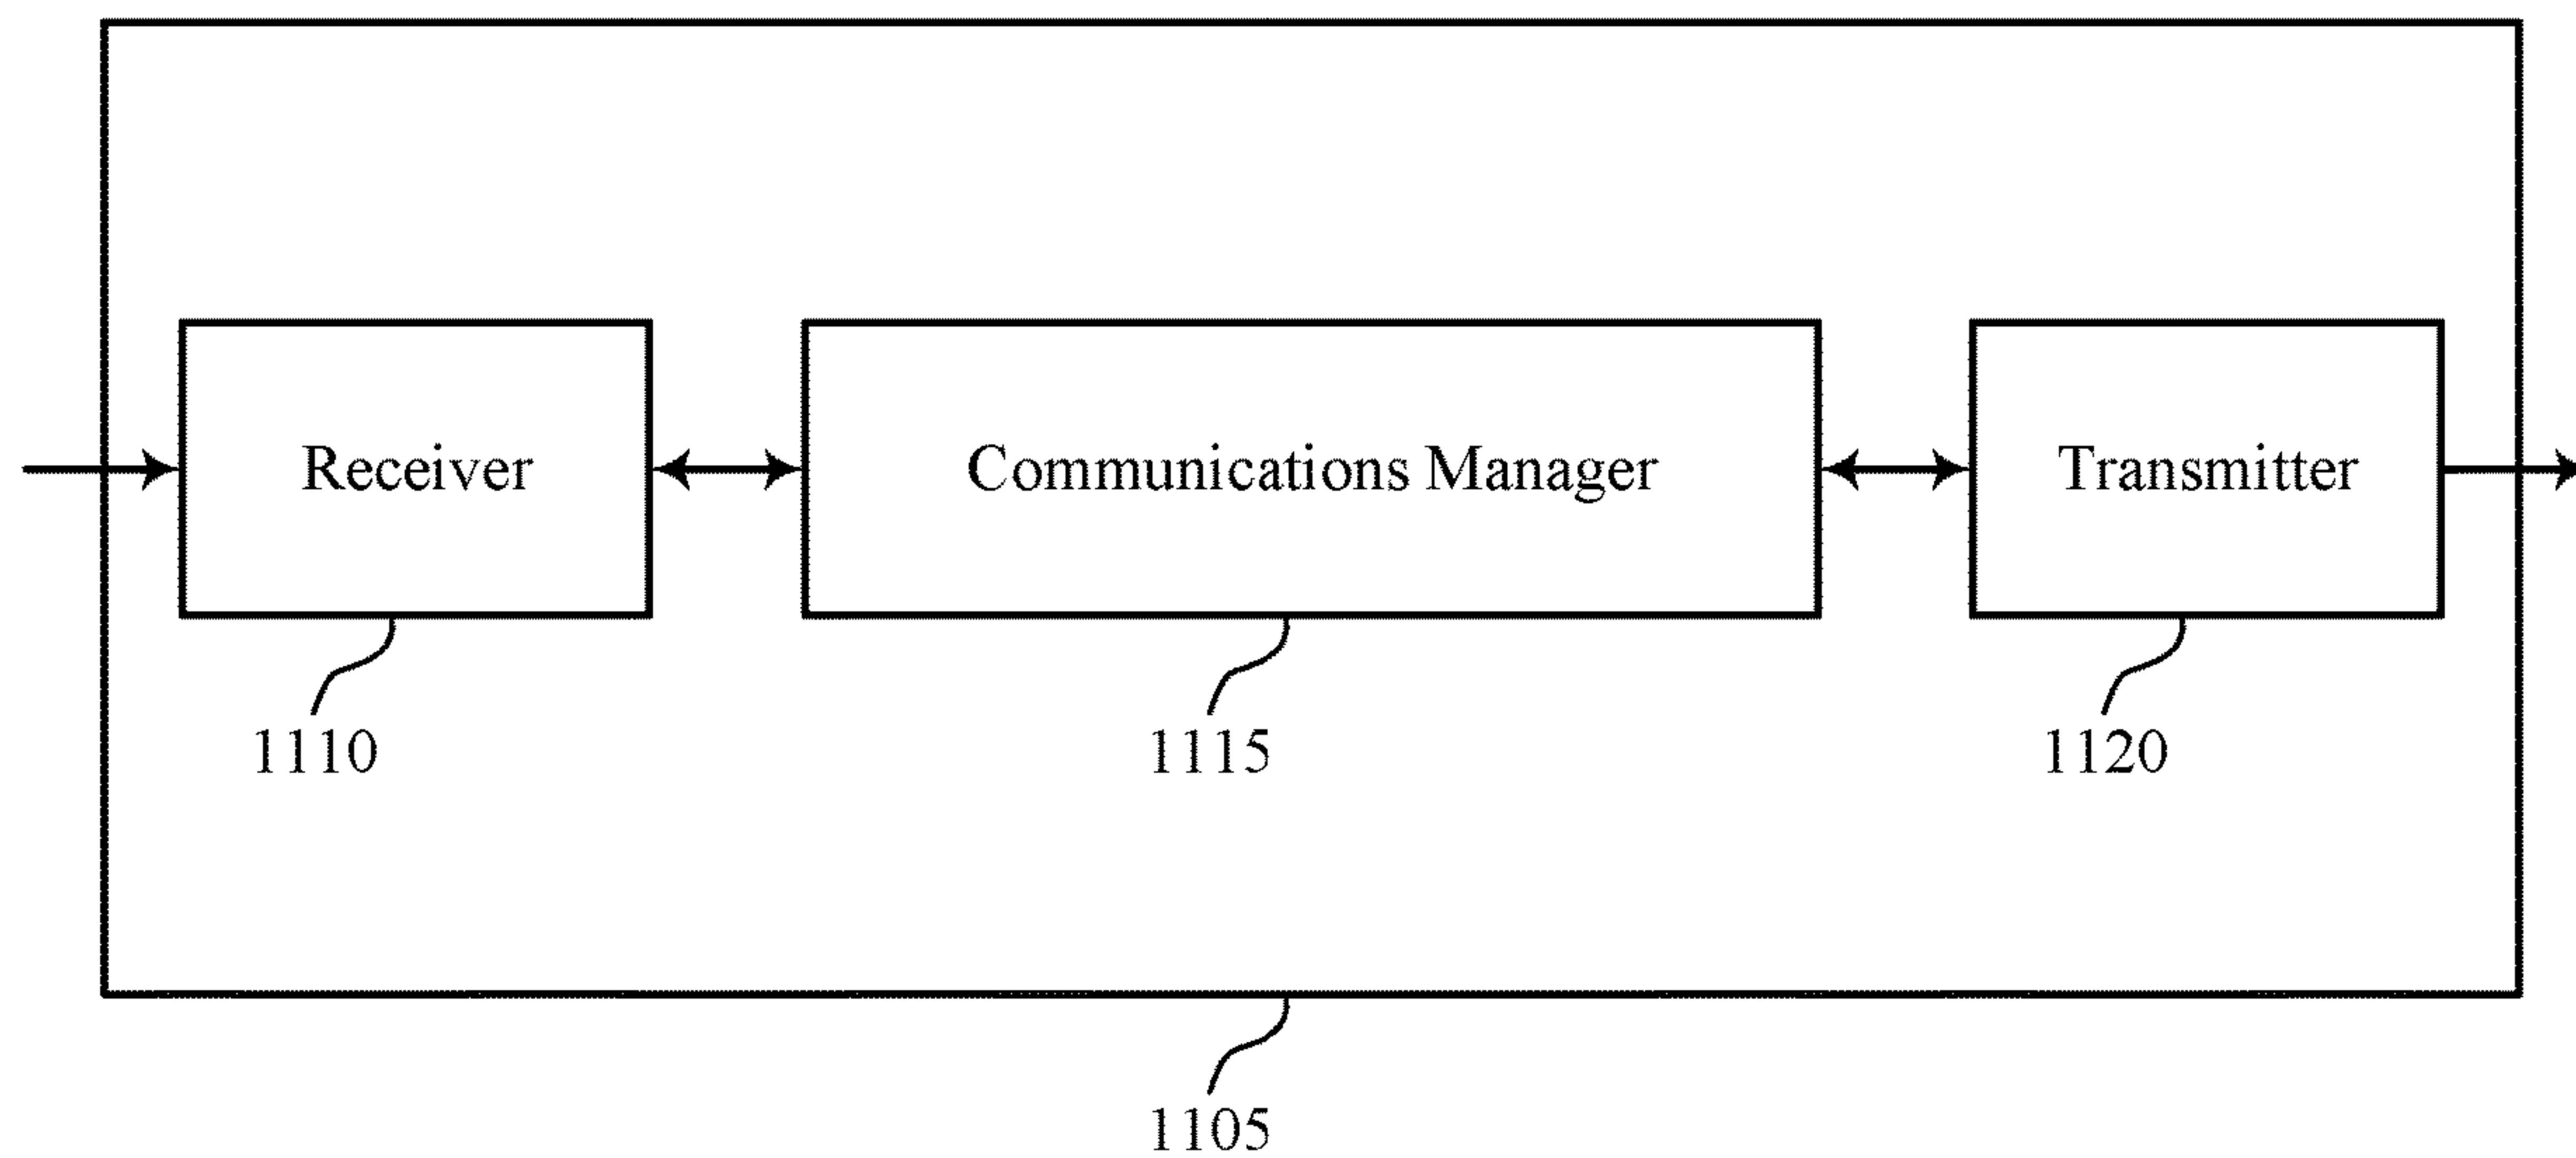 Receiver
Communications Manager
Transmitter
1110
1115
1120
1105